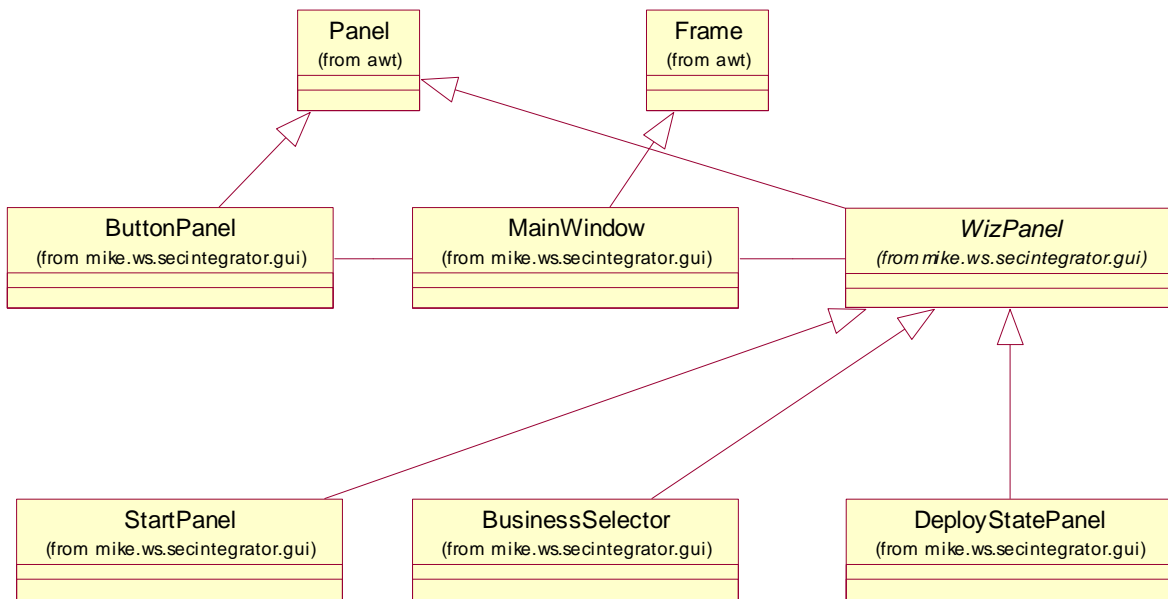 Panel
(from awt)
Frame
(from awt)
ButtonPanel
(from mike.ws.secintegrator.gui)
MainWindow
(from mike.ws.secintegrator.gui)
WizPanel
(from mike.ws.secintegrator.gui)
StartPanel
(from mike.ws.secintegrator.gui)
BusinessSelector
(from mike.ws.secintegrator.gui)
DeployStatePanel
(from mike.ws.secintegrator.gui)